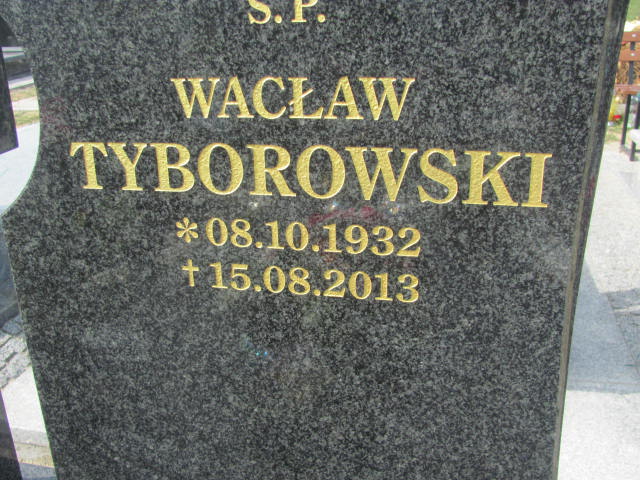 Ś.P.
WACŁAW
TYBOROWSKI
*08.10.1932
†15.08.2013